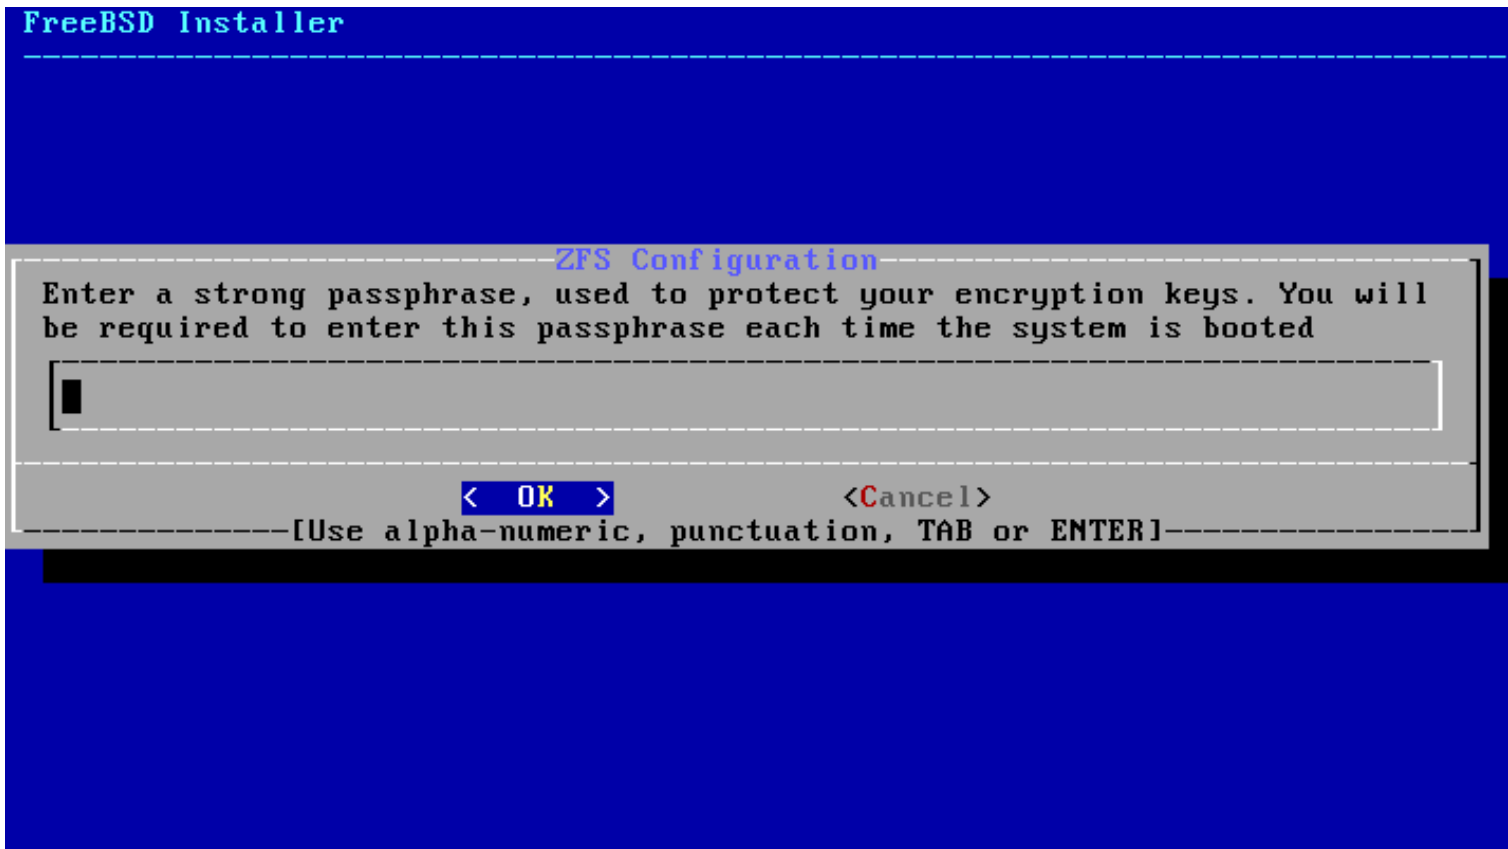 FreeBSD Installer
ZFS Configuration
Enter a strong passphrase, used to protect your encryption keys. You will
be required to enter this passphrase each time the system is booted
< OK > <Cancel>
[Use alpha-numeric, punctuation, TAB or ENTER]